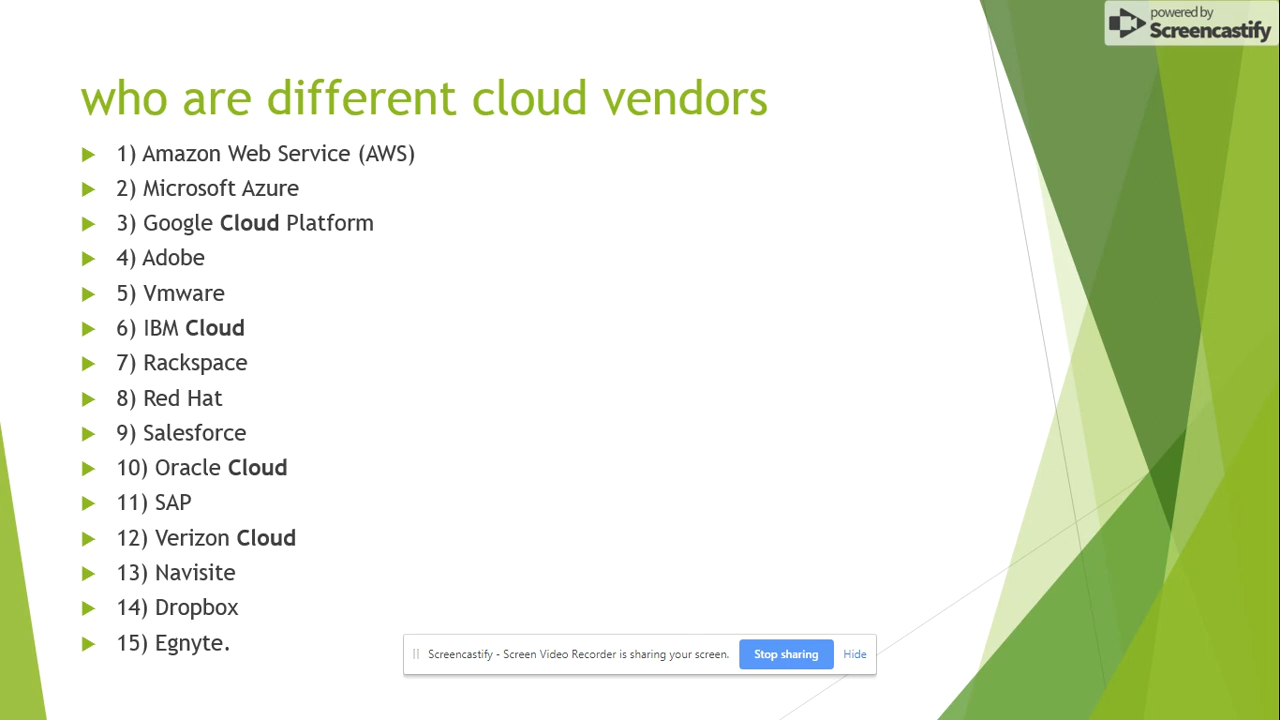 powered by
Screencastify
who are different cloud vendors
1) Amazon Web Service (AWS)
2) Microsoft Azure
3) Google Cloud Platform
4) Adobe
5) Vmware
6) IBM Cloud
7) Rackspace
8) Red Hat
9) Salesforce
10) Oracle Cloud
11) SAP
12) Verizon Cloud
13) Navisite
14) Dropbox
15) Egnyte.
Screencastify - Screen Video Recorder is sharing your screen. Stop sharing Hide